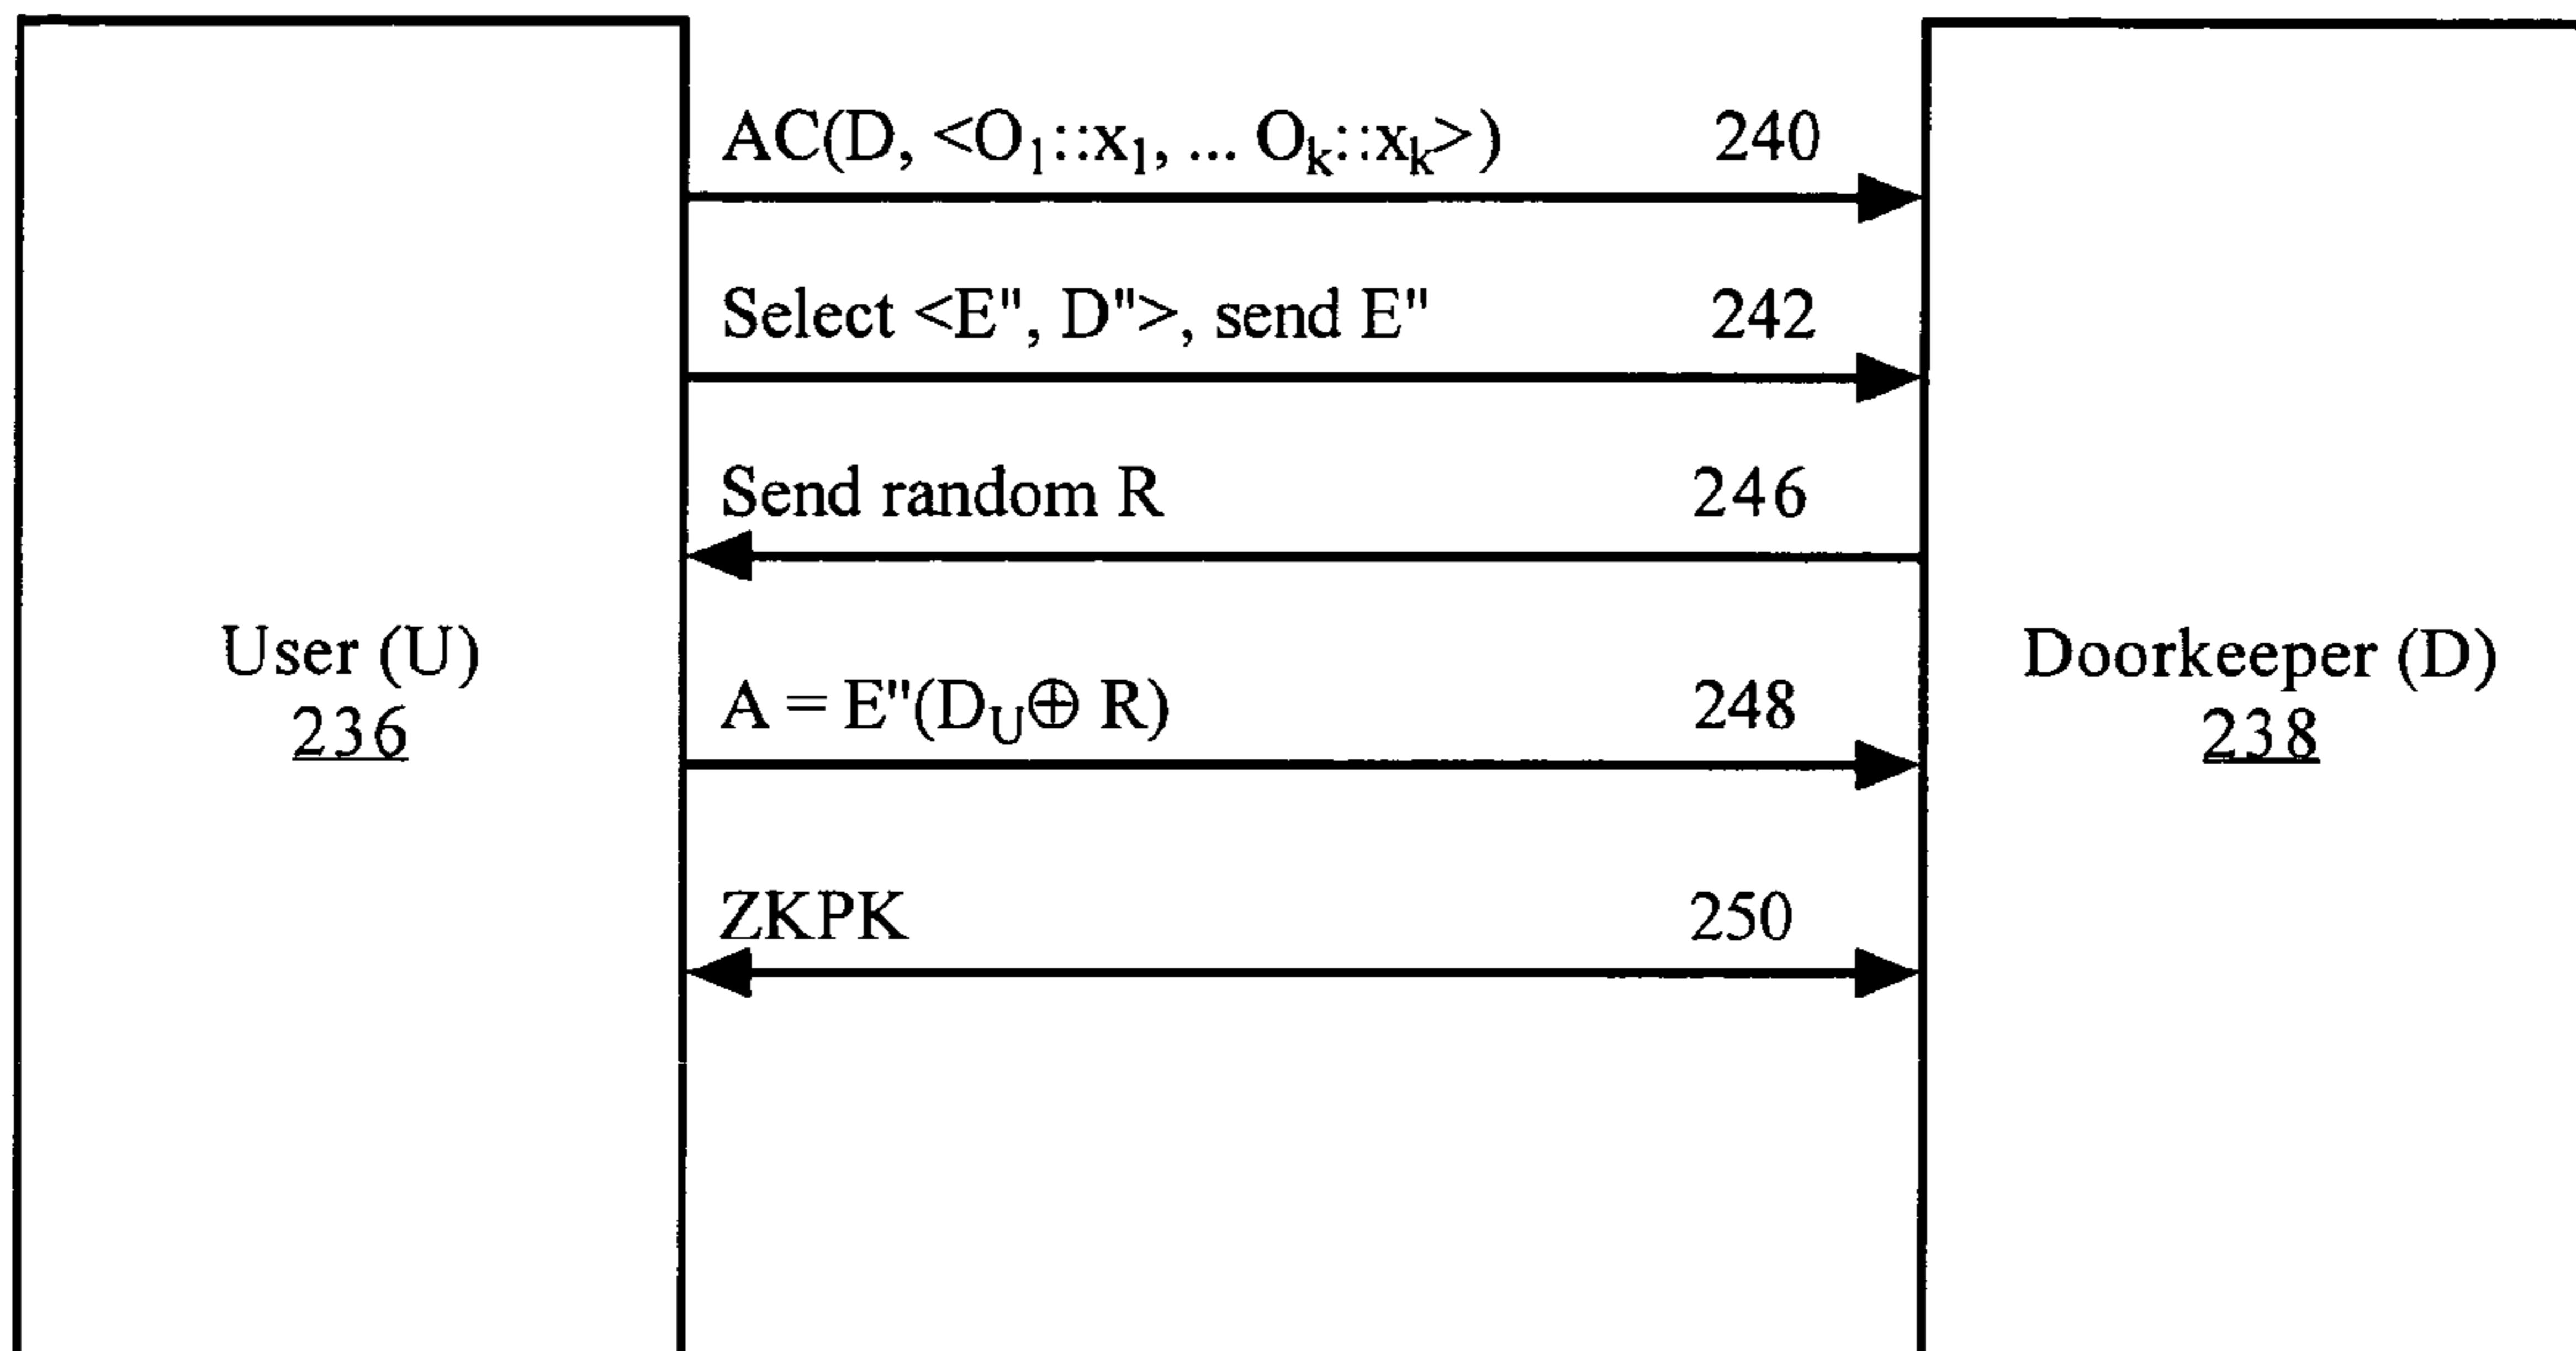 AC(D, <O₁::x₁, ... Oₖ::xₖ>) 240
Select <E", D">, send E" 242
Send random R 246
User (U)
236
A = E"(D_U⊕ R) 248
Doorkeeper (D)
238
ZKPK 250